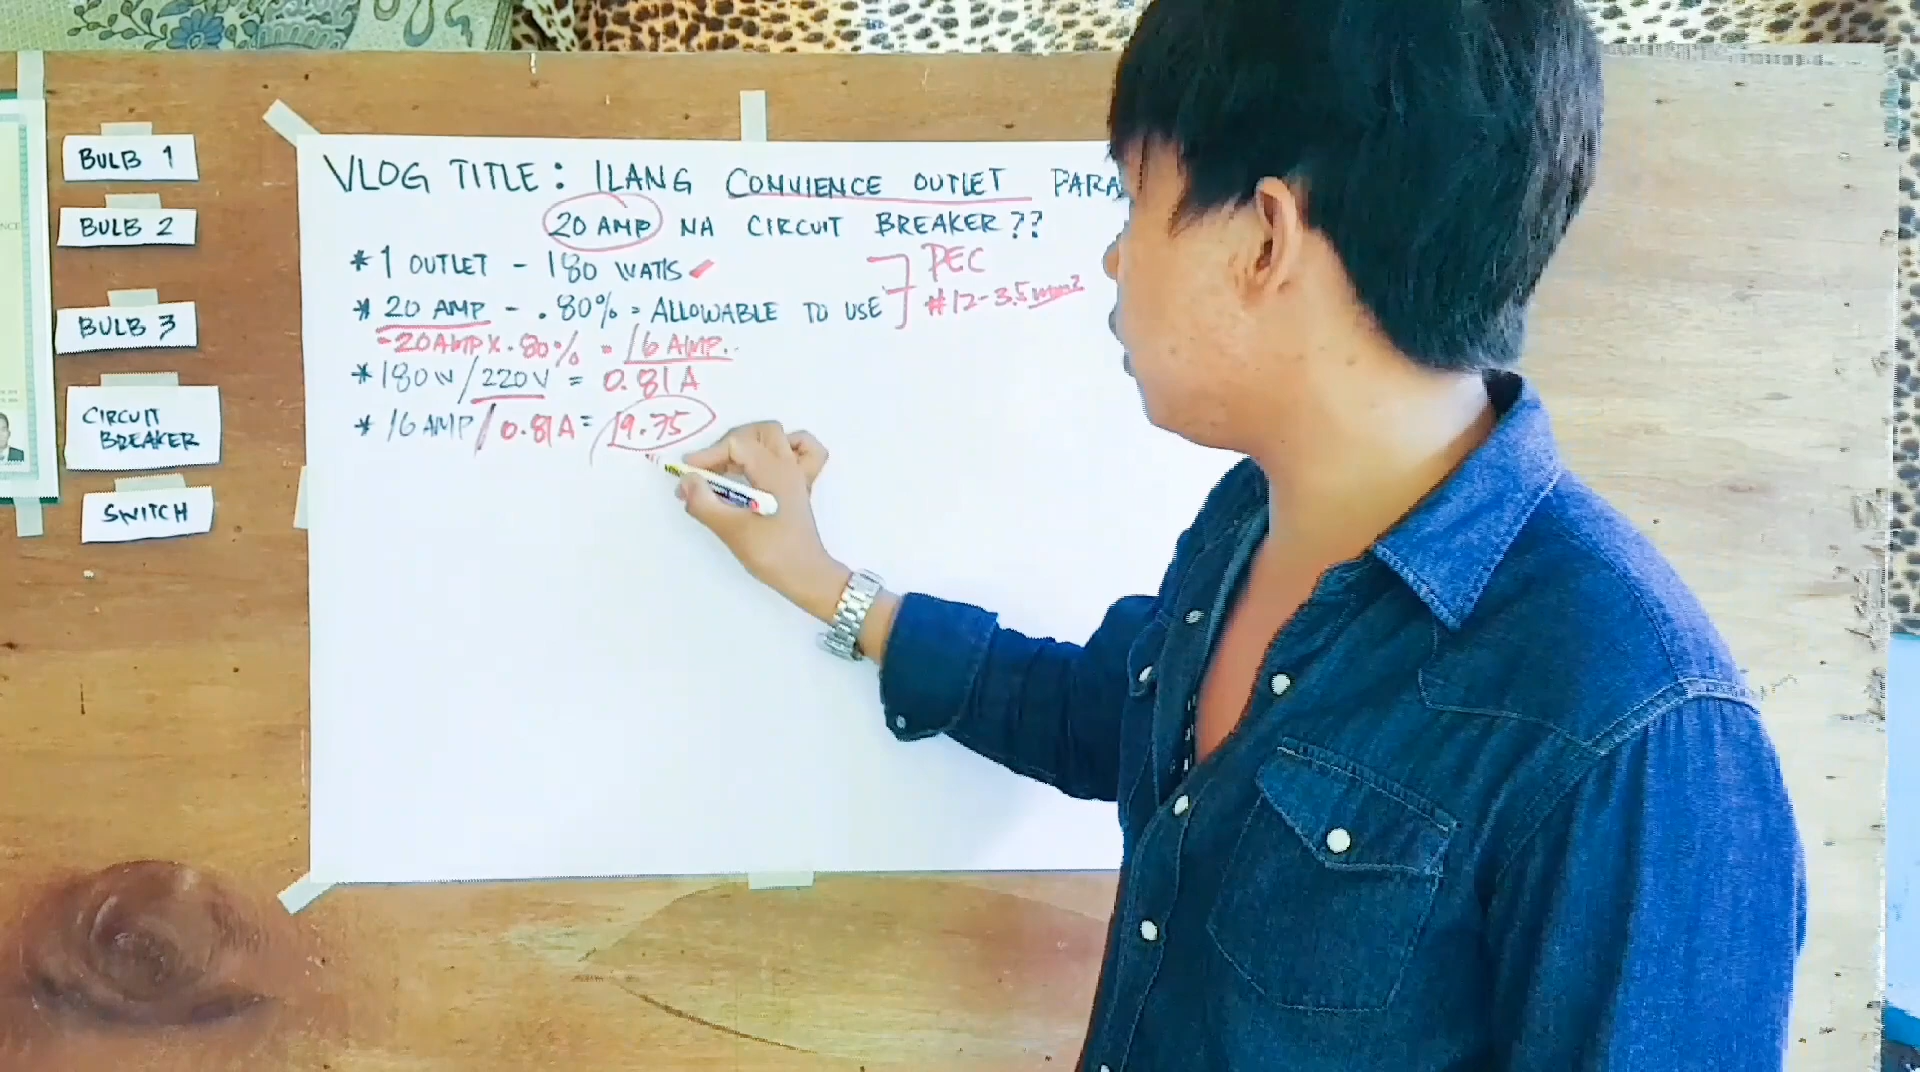 BULB 1
BULB 2
BULB 3
CIRCUIT
BREAKER
SWITCH
VLOG TITLE: ILANG CONVIENCE OUTLET PARA
20 AMP NA CIRCUIT BREAKER??
* 1 OUTLET - 180 WATTS
* 20 AMP - .80% = ALLOWABLE TO USE
PEC
#12-3.5mm2
-20AMP X .80% = 16 AMP.
* 180W/220V = 0.81A
* 16 AMP/0.81A = 19.75